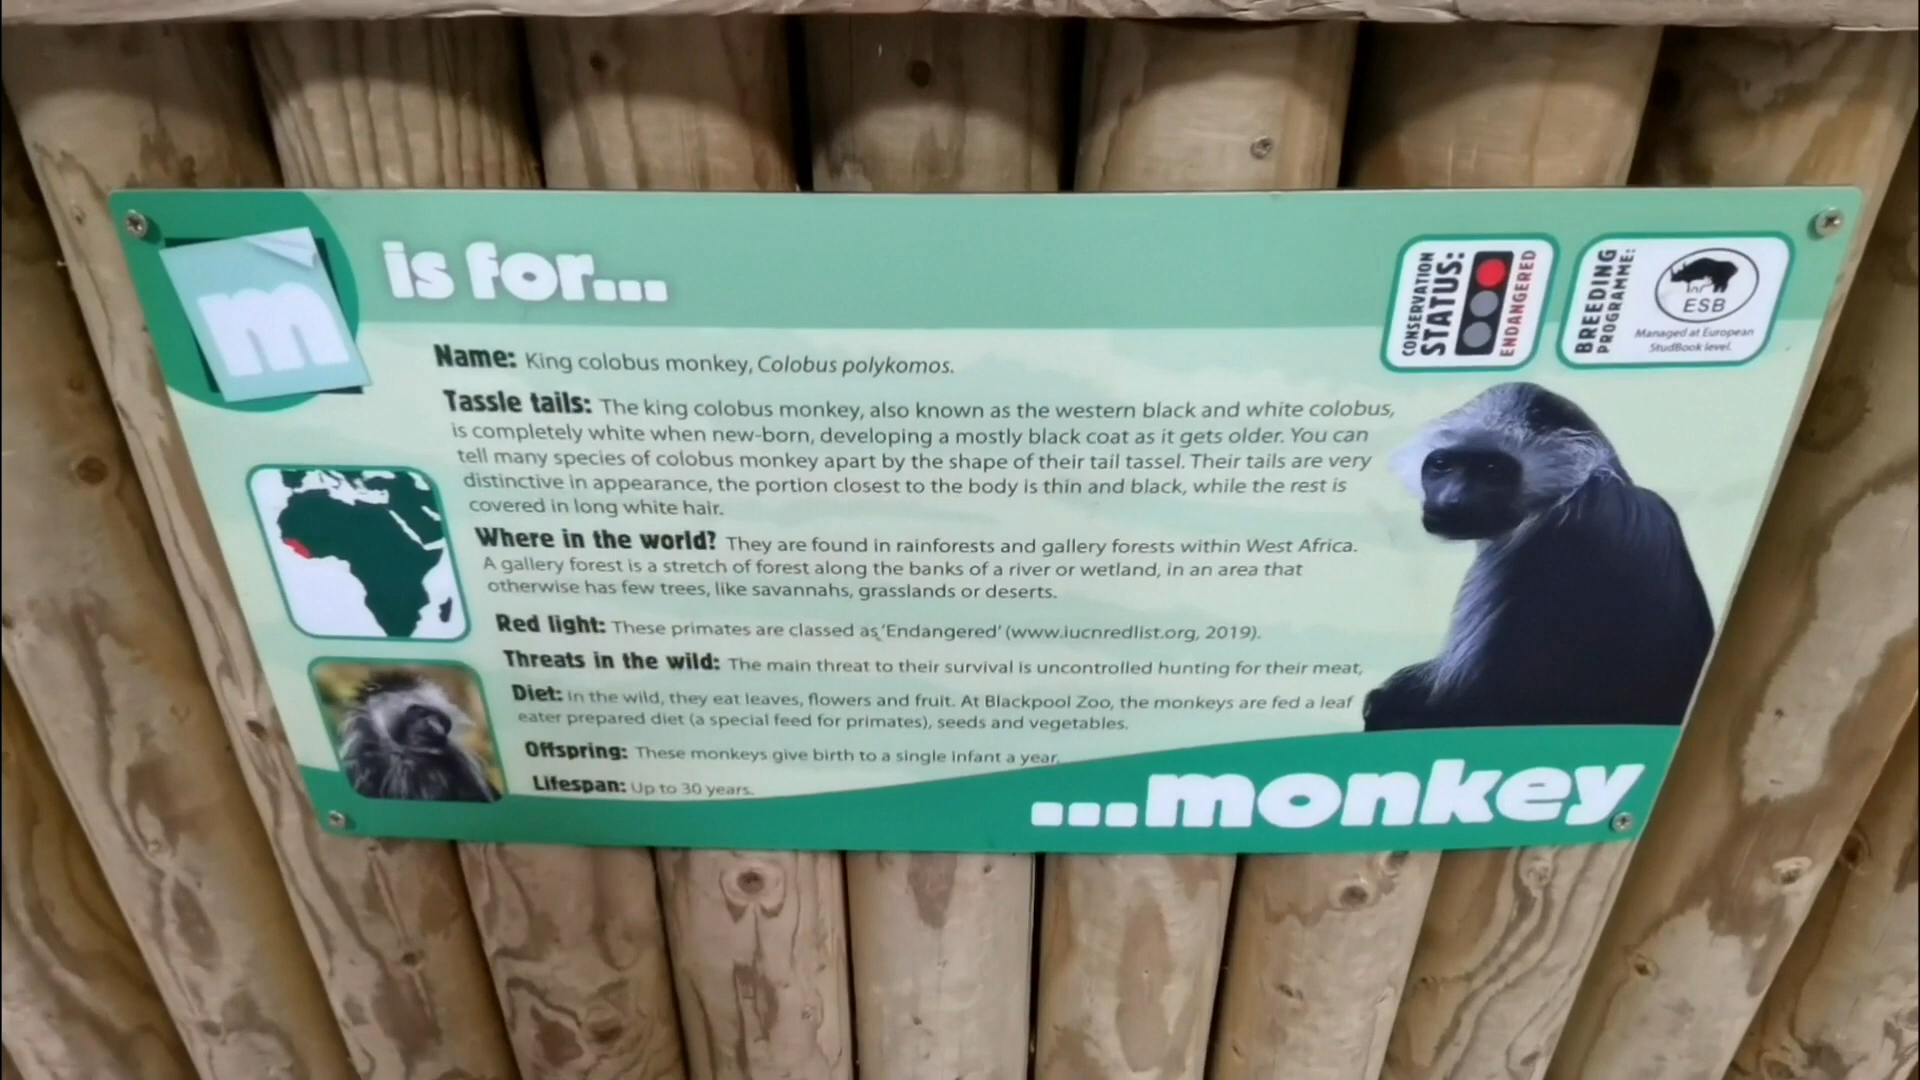 m is for...
CONSERVATION
STATUS:
ENDANGERED
BREEDING
PROGRAMME:
ESB
Managed at European
StudBook level.
Name: King colobus monkey, Colobus polykomos.
Tassle tails: The king colobus monkey, also known as the western black and white colobus,
is completely white when new-born, developing a mostly black coat as it gets older. You can
tell many species of colobus monkey apart by the shape of their tail tassel. Their tails are very
distinctive in appearance, the portion closest to the body is thin and black, while the rest is
covered in long white hair.
Where in the world? They are found in rainforests and gallery forests within West Africa.
A gallery forest is a stretch of forest along the banks of a river or wetland, in an area that
otherwise has few trees, like savannahs, grasslands or deserts.
Red light: These primates are classed as 'Endangered' (www.iucnredlist.org, 2019).
Threats in the wild: The main threat to their survival is uncontrolled hunting for their meat,
Diet: In the wild, they eat leaves, flowers and fruit. At Blackpool Zoo, the monkeys are fed a leaf
eater prepared diet (a special feed for primates), seeds and vegetables.
Offspring: These monkeys give birth to a single infant a year.
Lifespan: Up to 30 years.
...monkey